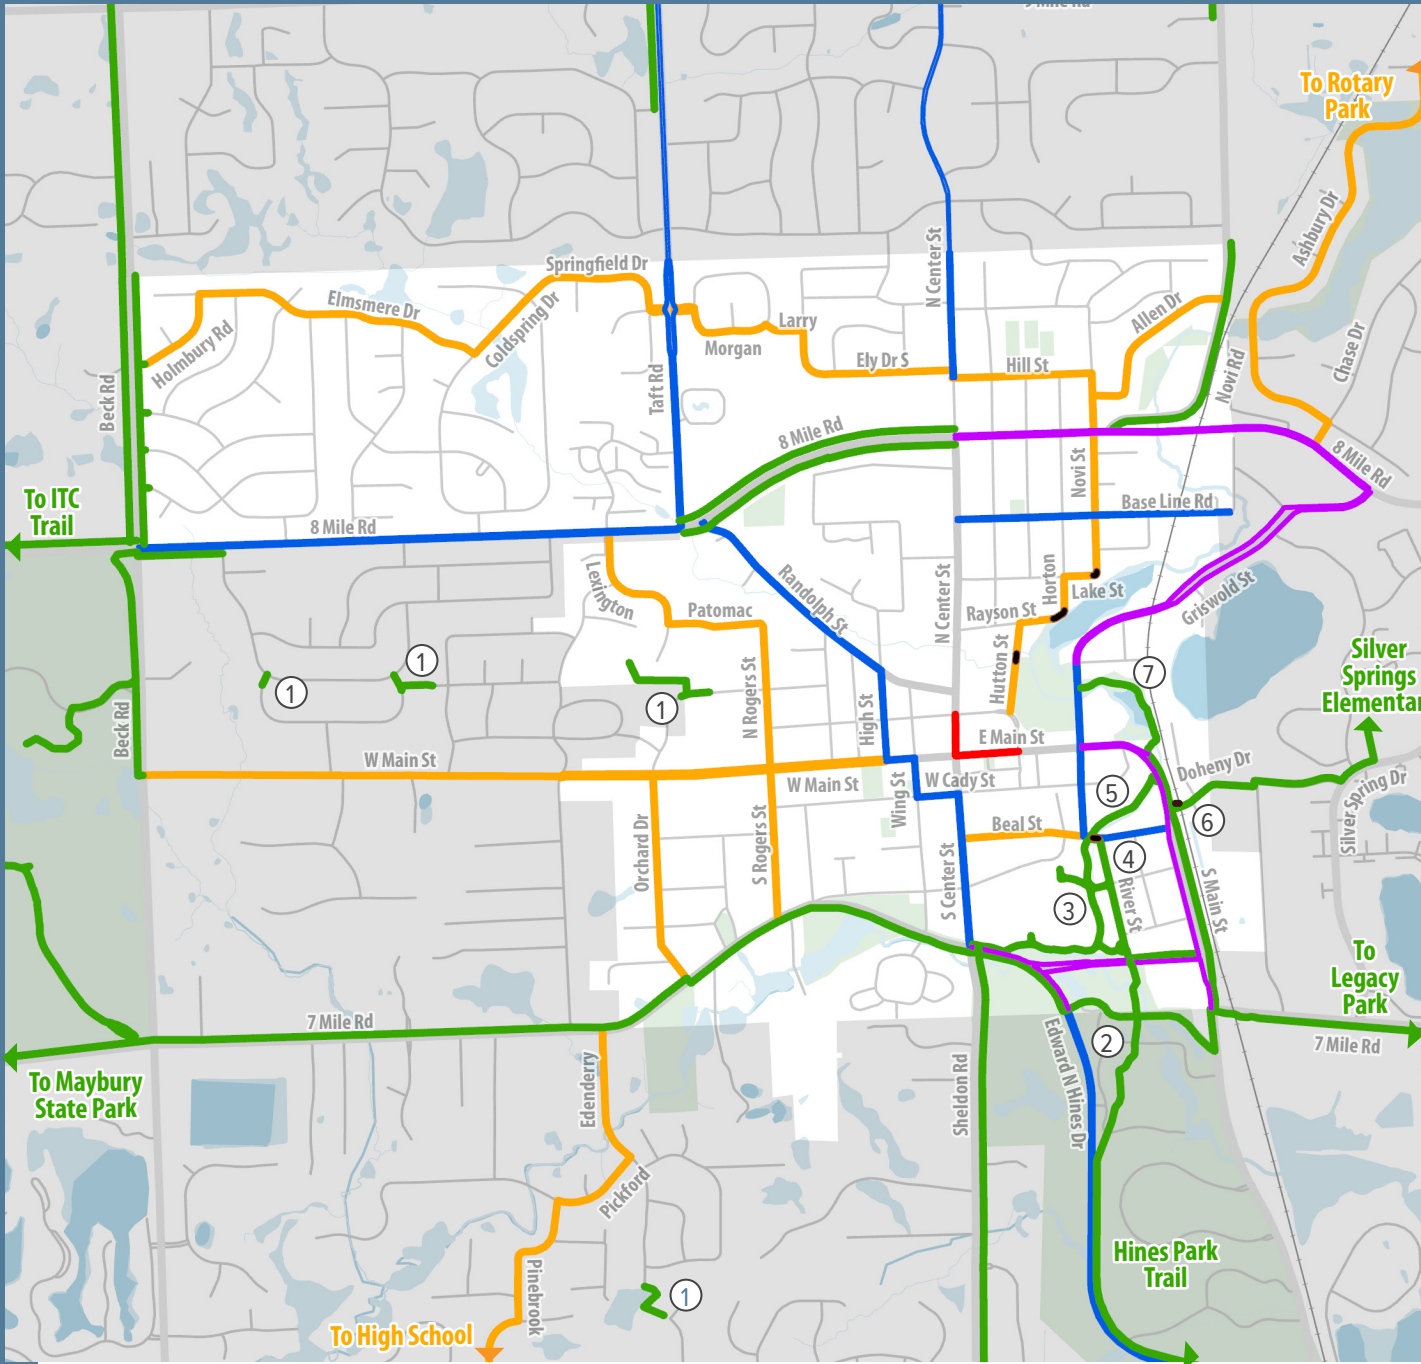 To Rotary
Park
Ashbury Dr
N Center St
Springfield Dr
Elmsmere Dr
Coldspring Dr
Holmbury Rd
Larry
Morgan
Allen Dr
Ely Dr S
Hill St
Chase Dr
Novi Rd
Beck Rd
Taft Rd
8 Mile Rd
8 Mile Rd
Novi St
To ITC
Trail
8 Mile Rd
Base Line Rd
Lexington
Patomac
Randolph St
N Center St
Horton
Lake St
Rayson St
Griswold St
Hutton St
Silver
Springs
Elementar
1
1
1
7
N Rogers St
High St
Beck Rd
E Main St
W Main St
W Main St
Wing St
W Cady St
Doheny Dr
Silver Spring Dr
5
6
Beal St
4
Orchard Dr
S Rogers St
S Center St
3
River St
S Main St
To
Legacy
Park
7 Mile Rd
7 Mile Rd
2
To Maybury
State Park
Edenderry
Sheldon Rd
Edward N Hines Dr
Pickford
Hines Park
Trail
Pinebrook
1
To High School